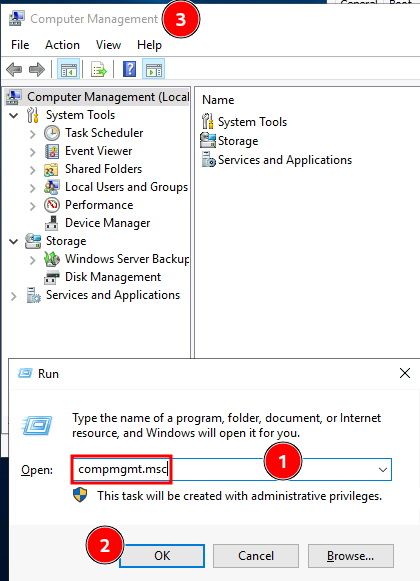 General Boot
Computer Management
3
File Action View Help
Computer Management (Local
System Tools
Task Scheduler
Event Viewer
Shared Folders
Local Users and Groups
Performance
Device Manager
Storage
Windows Server Backup
Disk Management
Services and Applications
Name
System Tools
Storage
Services and Applications
Run
Type the name of a program, folder, document, or Internet
resource, and Windows will open it for you.
Open: compmgmt.msc
1
This task will be created with administrative privileges.
2
OK Cancel Browse...